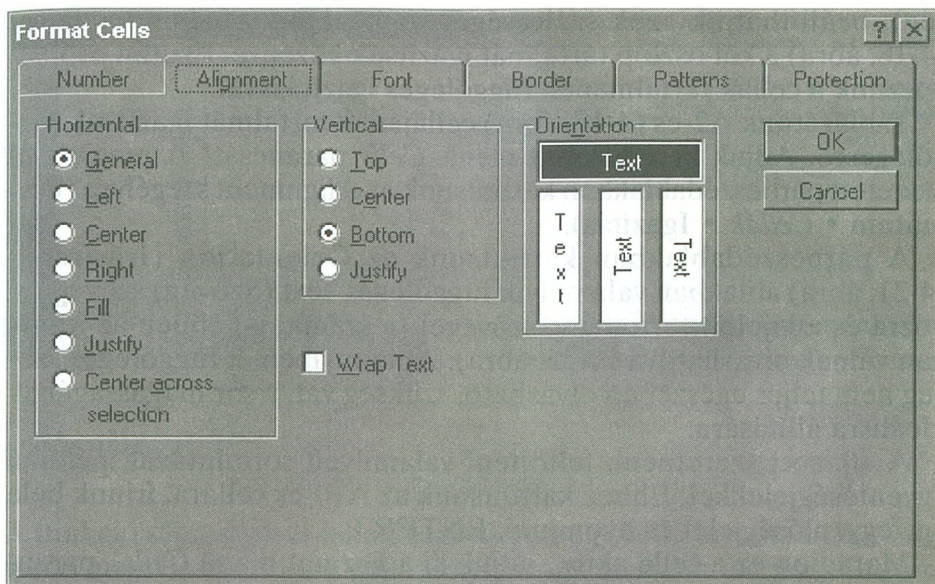 Format Cells
? ×
Number
Alignment
Font
Border
Patterns
Protection
Horizontal
General
Left
Center
Right
Fill
Justify
Center across
selection
Vertical
Top
Center
Bottom
Justify
Wrap Text
Orientation
Text
Text
Text
Text
OK
Cancel